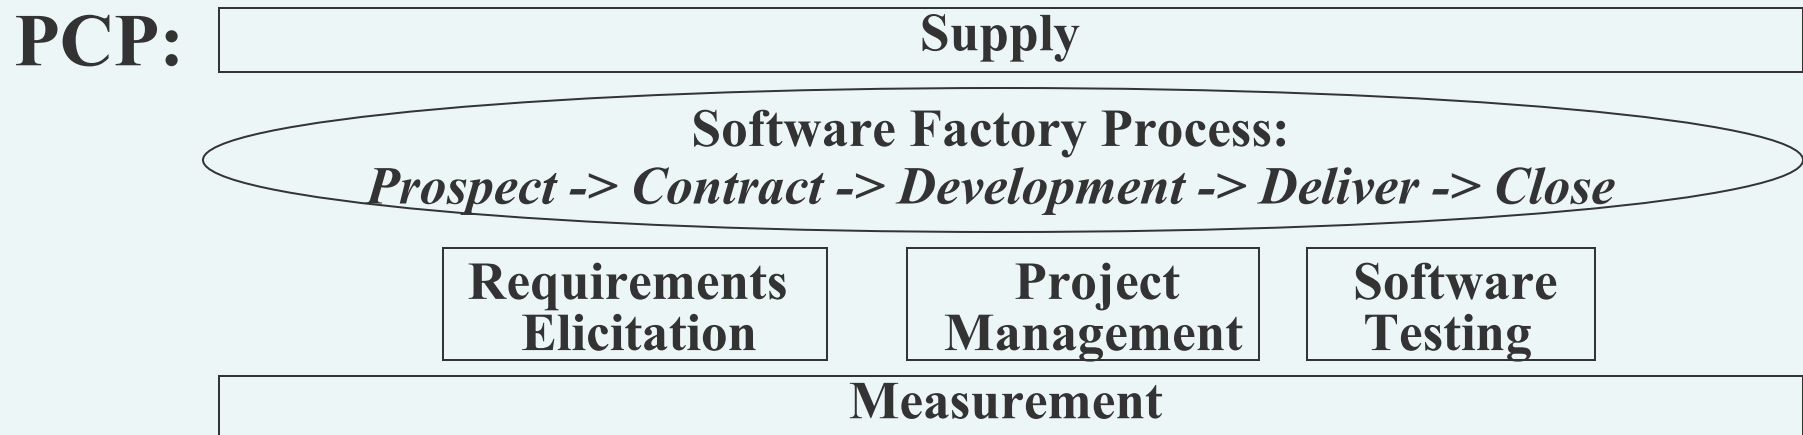 PCP:
Supply
Software Factory Process:
Prospect -> Contract -> Development -> Deliver -> Close
Requirements
Elicitation
Project
Management
Software
Testing
Measurement